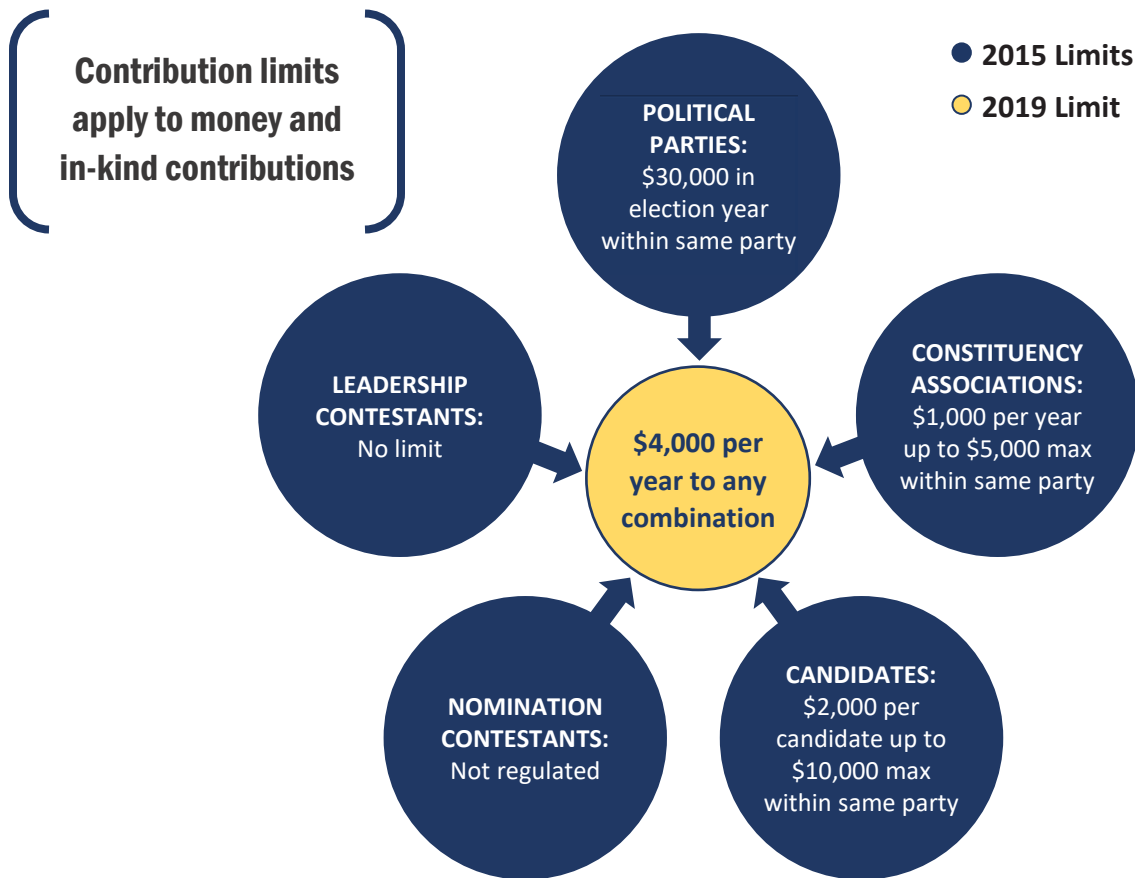 Contribution limits
apply to money and
in-kind contributions
2015 Limits
2019 Limit
POLITICAL
PARTIES:
$30,000 in
election year
within same party
LEADERSHIP
CONTESTANTS:
No limit
CONSTITUENCY
ASSOCIATIONS:
$1,000 per year
up to $5,000 max
within same party
$4,000 per
year to any
combination
NOMINATION
CONTESTANTS:
Not regulated
CANDIDATES:
$2,000 per
candidate up to
$10,000 max
within same party